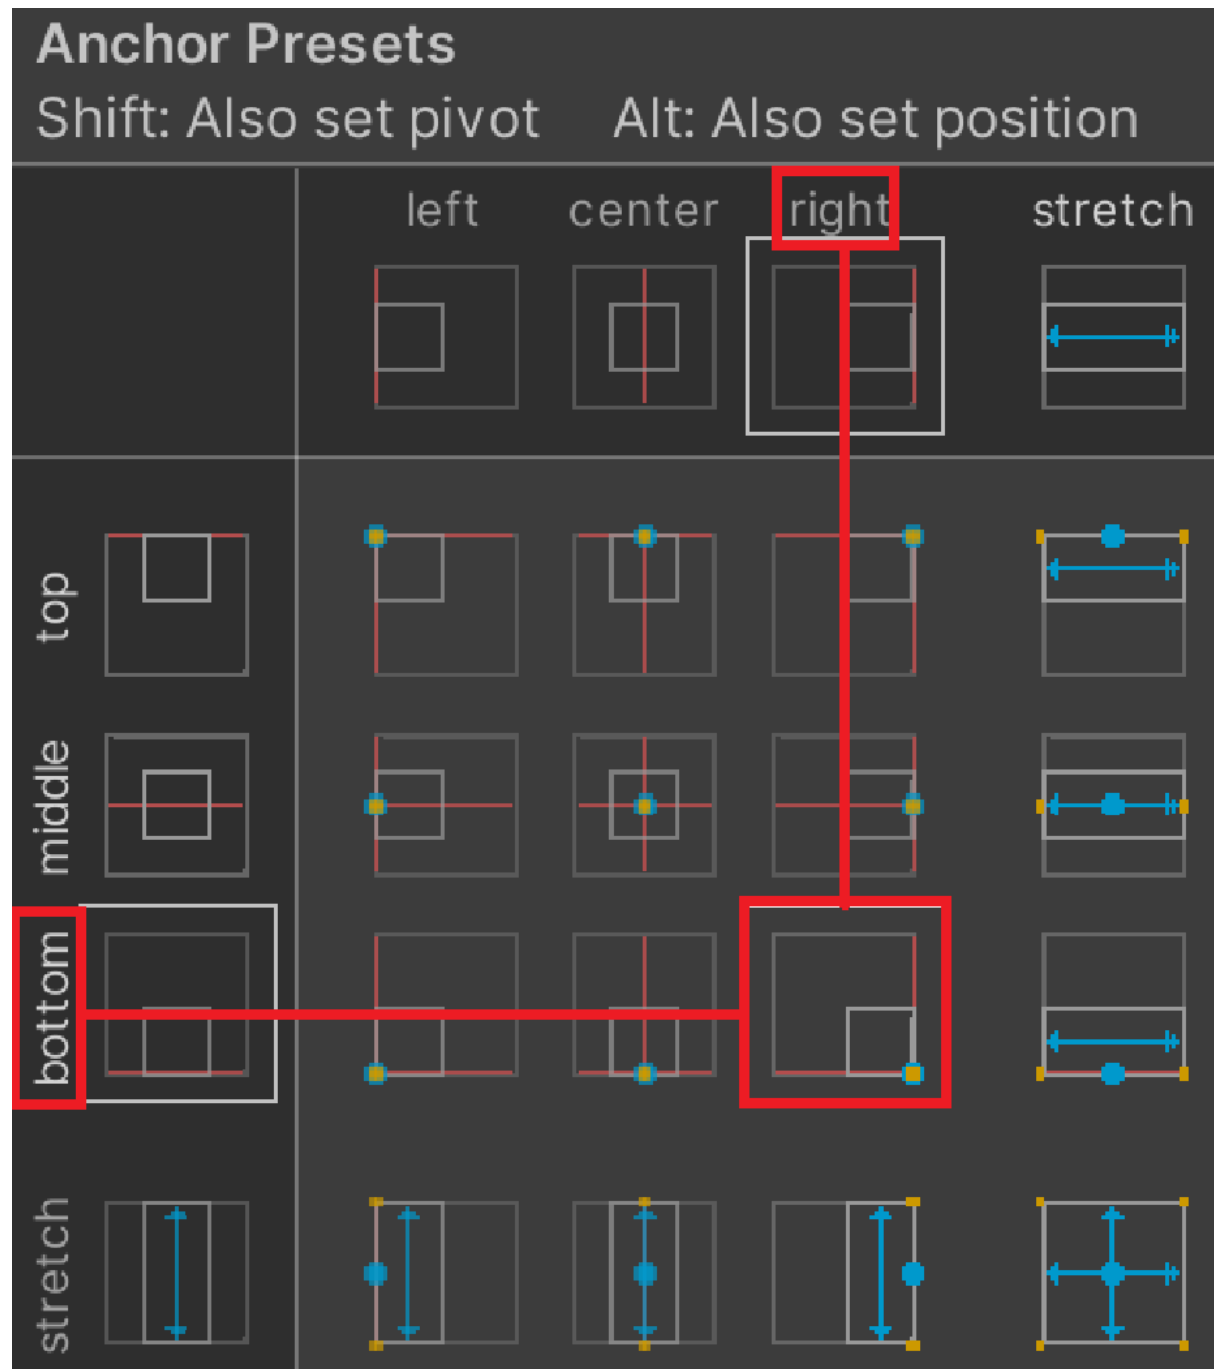 Anchor Presets
Shift: Also set pivot Alt: Also set position
left center right stretch
top
middle
bottom
stretch